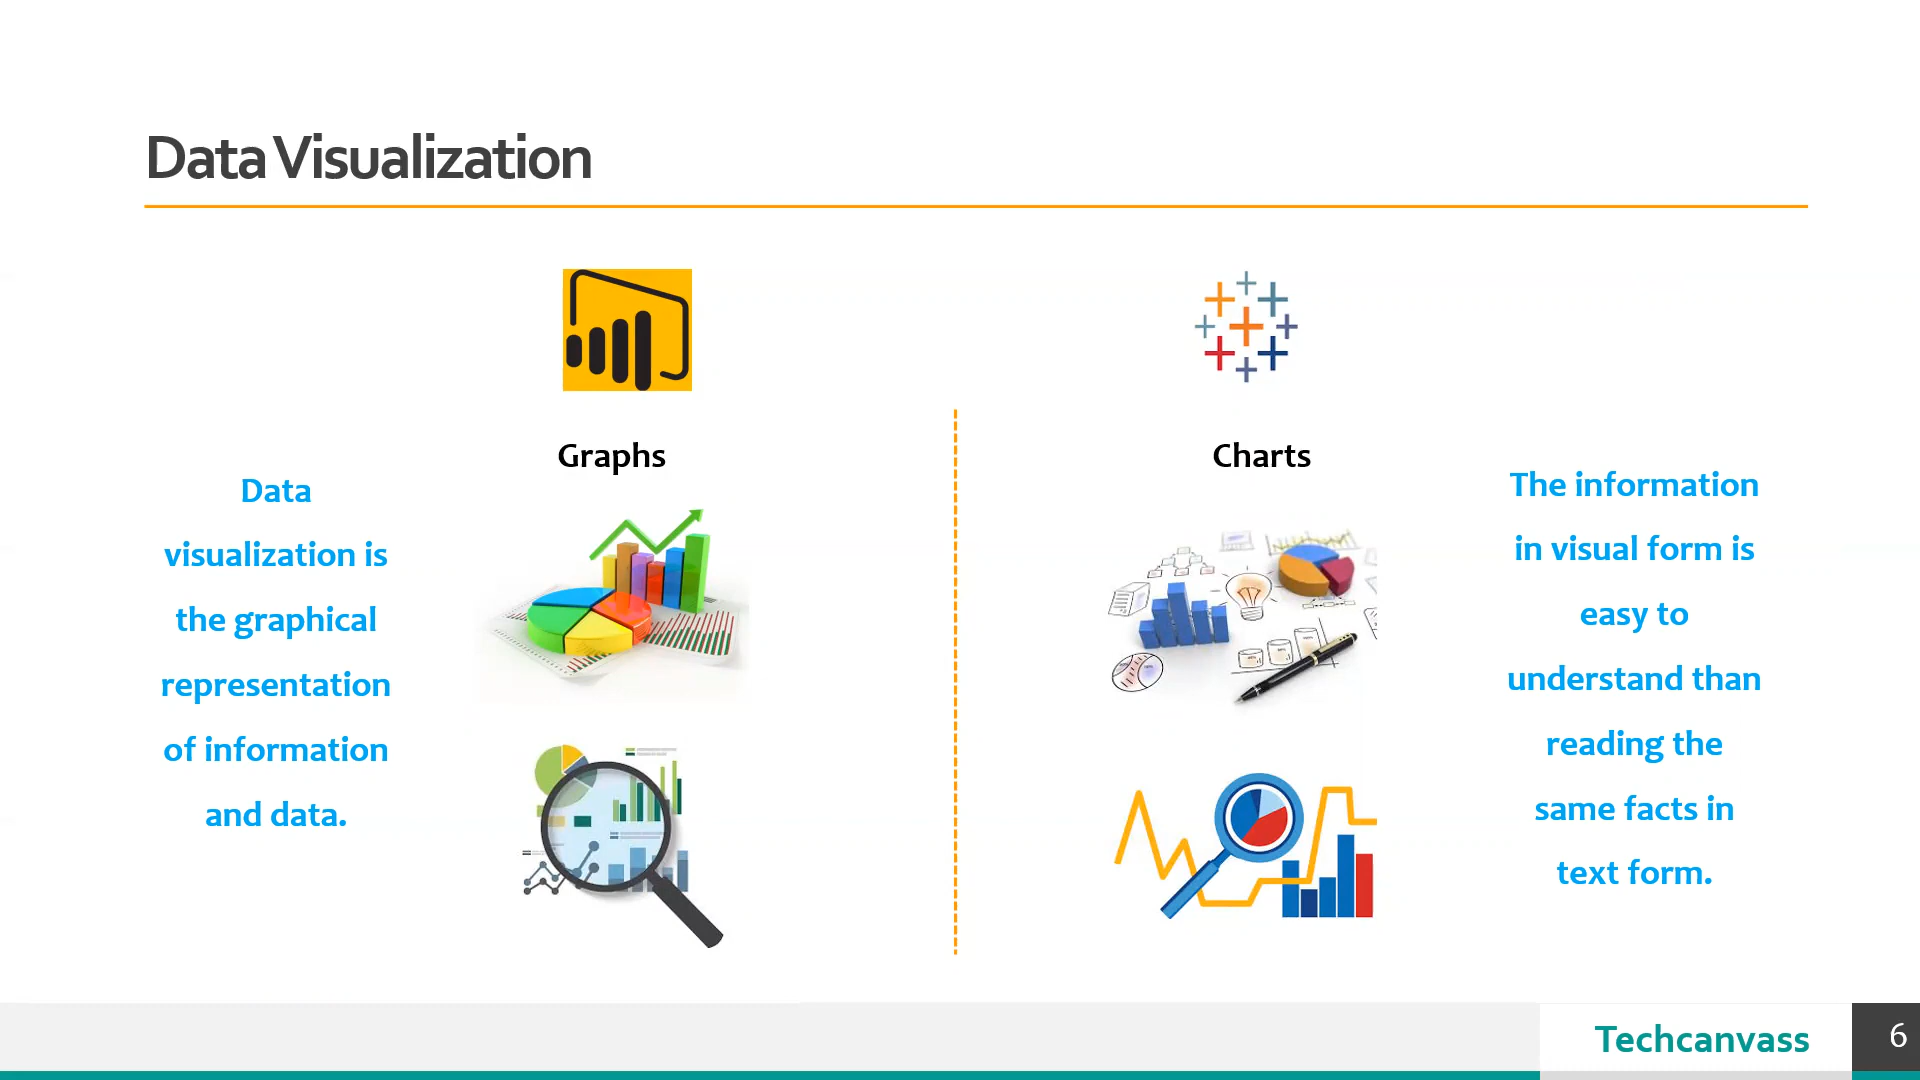 Data Visualization
Graphs
Data
visualization is
the graphical
representation
of information
and data.
Charts
The information
in visual form is
easy to
understand than
reading the
same facts in
text form.
Techcanvass
6